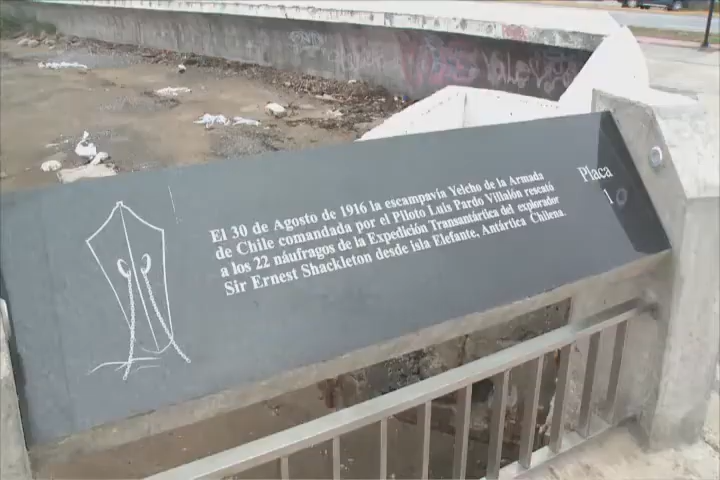 El 30 de Agosto de 1916 la escampavía Yelcho de la Armada
de Chile comandada por el Piloto Luis Pardo Villalón rescató
a los 22 náufragos de la Expedición Transantártica del explorador
Sir Ernest Shackleton desde isla Elefante, Antártica Chilena.
Placa
1